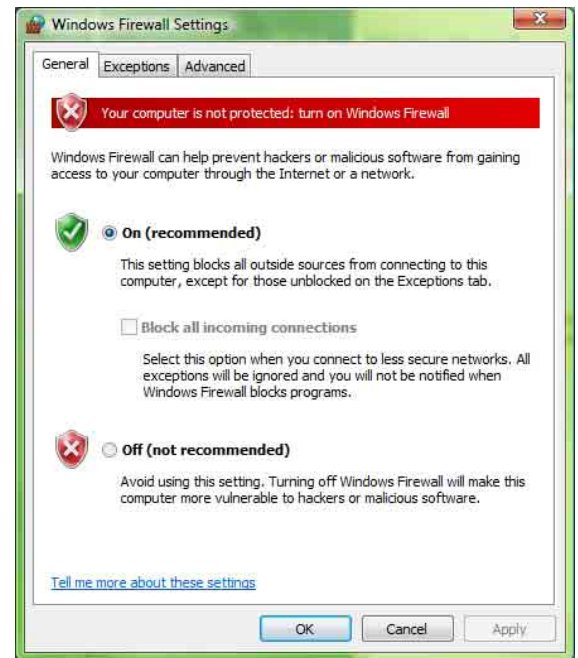 Windows Firewall Settings
General Exceptions Advanced
Your computer is not protected: turn on Windows Firewall
Windows Firewall can help prevent hackers or malicious software from gaining
access to your computer through the Internet or a network.
On (recommended)
This setting blocks all outside sources from connecting to this
computer, except for those unblocked on the Exceptions tab.
Block all incoming connections
Select this option when you connect to less secure networks. All
exceptions will be ignored and you will not be notified when
Windows Firewall blocks programs.
Off (not recommended)
Avoid using this setting. Turning off Windows Firewall will make this
computer more vulnerable to hackers or malicious software.
Tell me more about these settings
OK Cancel Apply